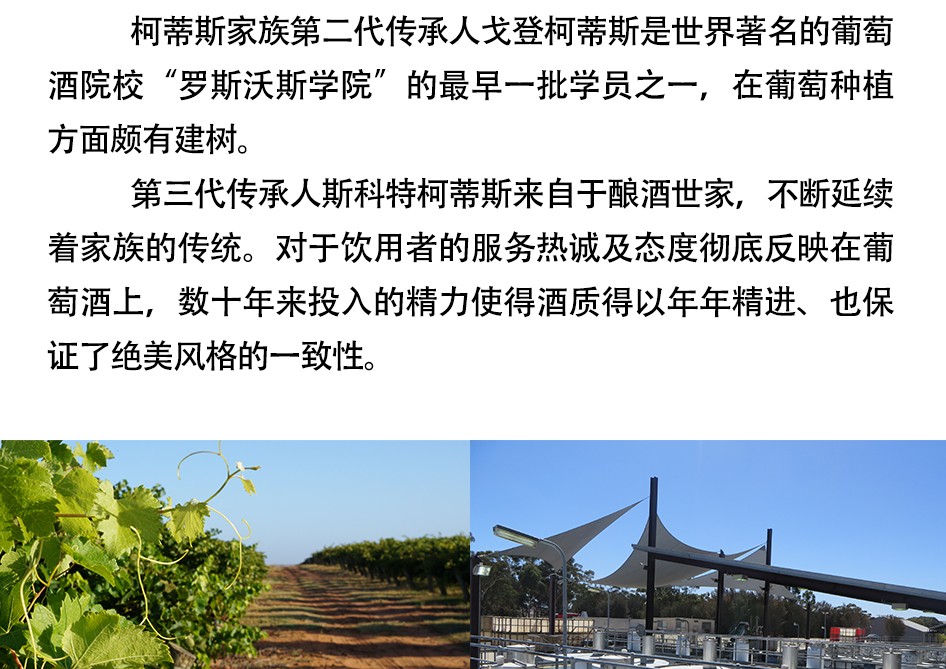 柯蒂斯家族第二代传承人戈登柯蒂斯是世界著名的葡萄
酒院校“罗斯沃斯学院”的最早一批学员之一，在葡萄种植
方面颇有建树。
第三代传承人斯科特柯蒂斯来自于酿酒世家，不断延续
着家族的传统。对于饮用者的服务热诚及态度彻底反映在葡
萄酒上，数十年来投入的精力使得酒质得以年年精进、也保
证了绝美风格的一致性。